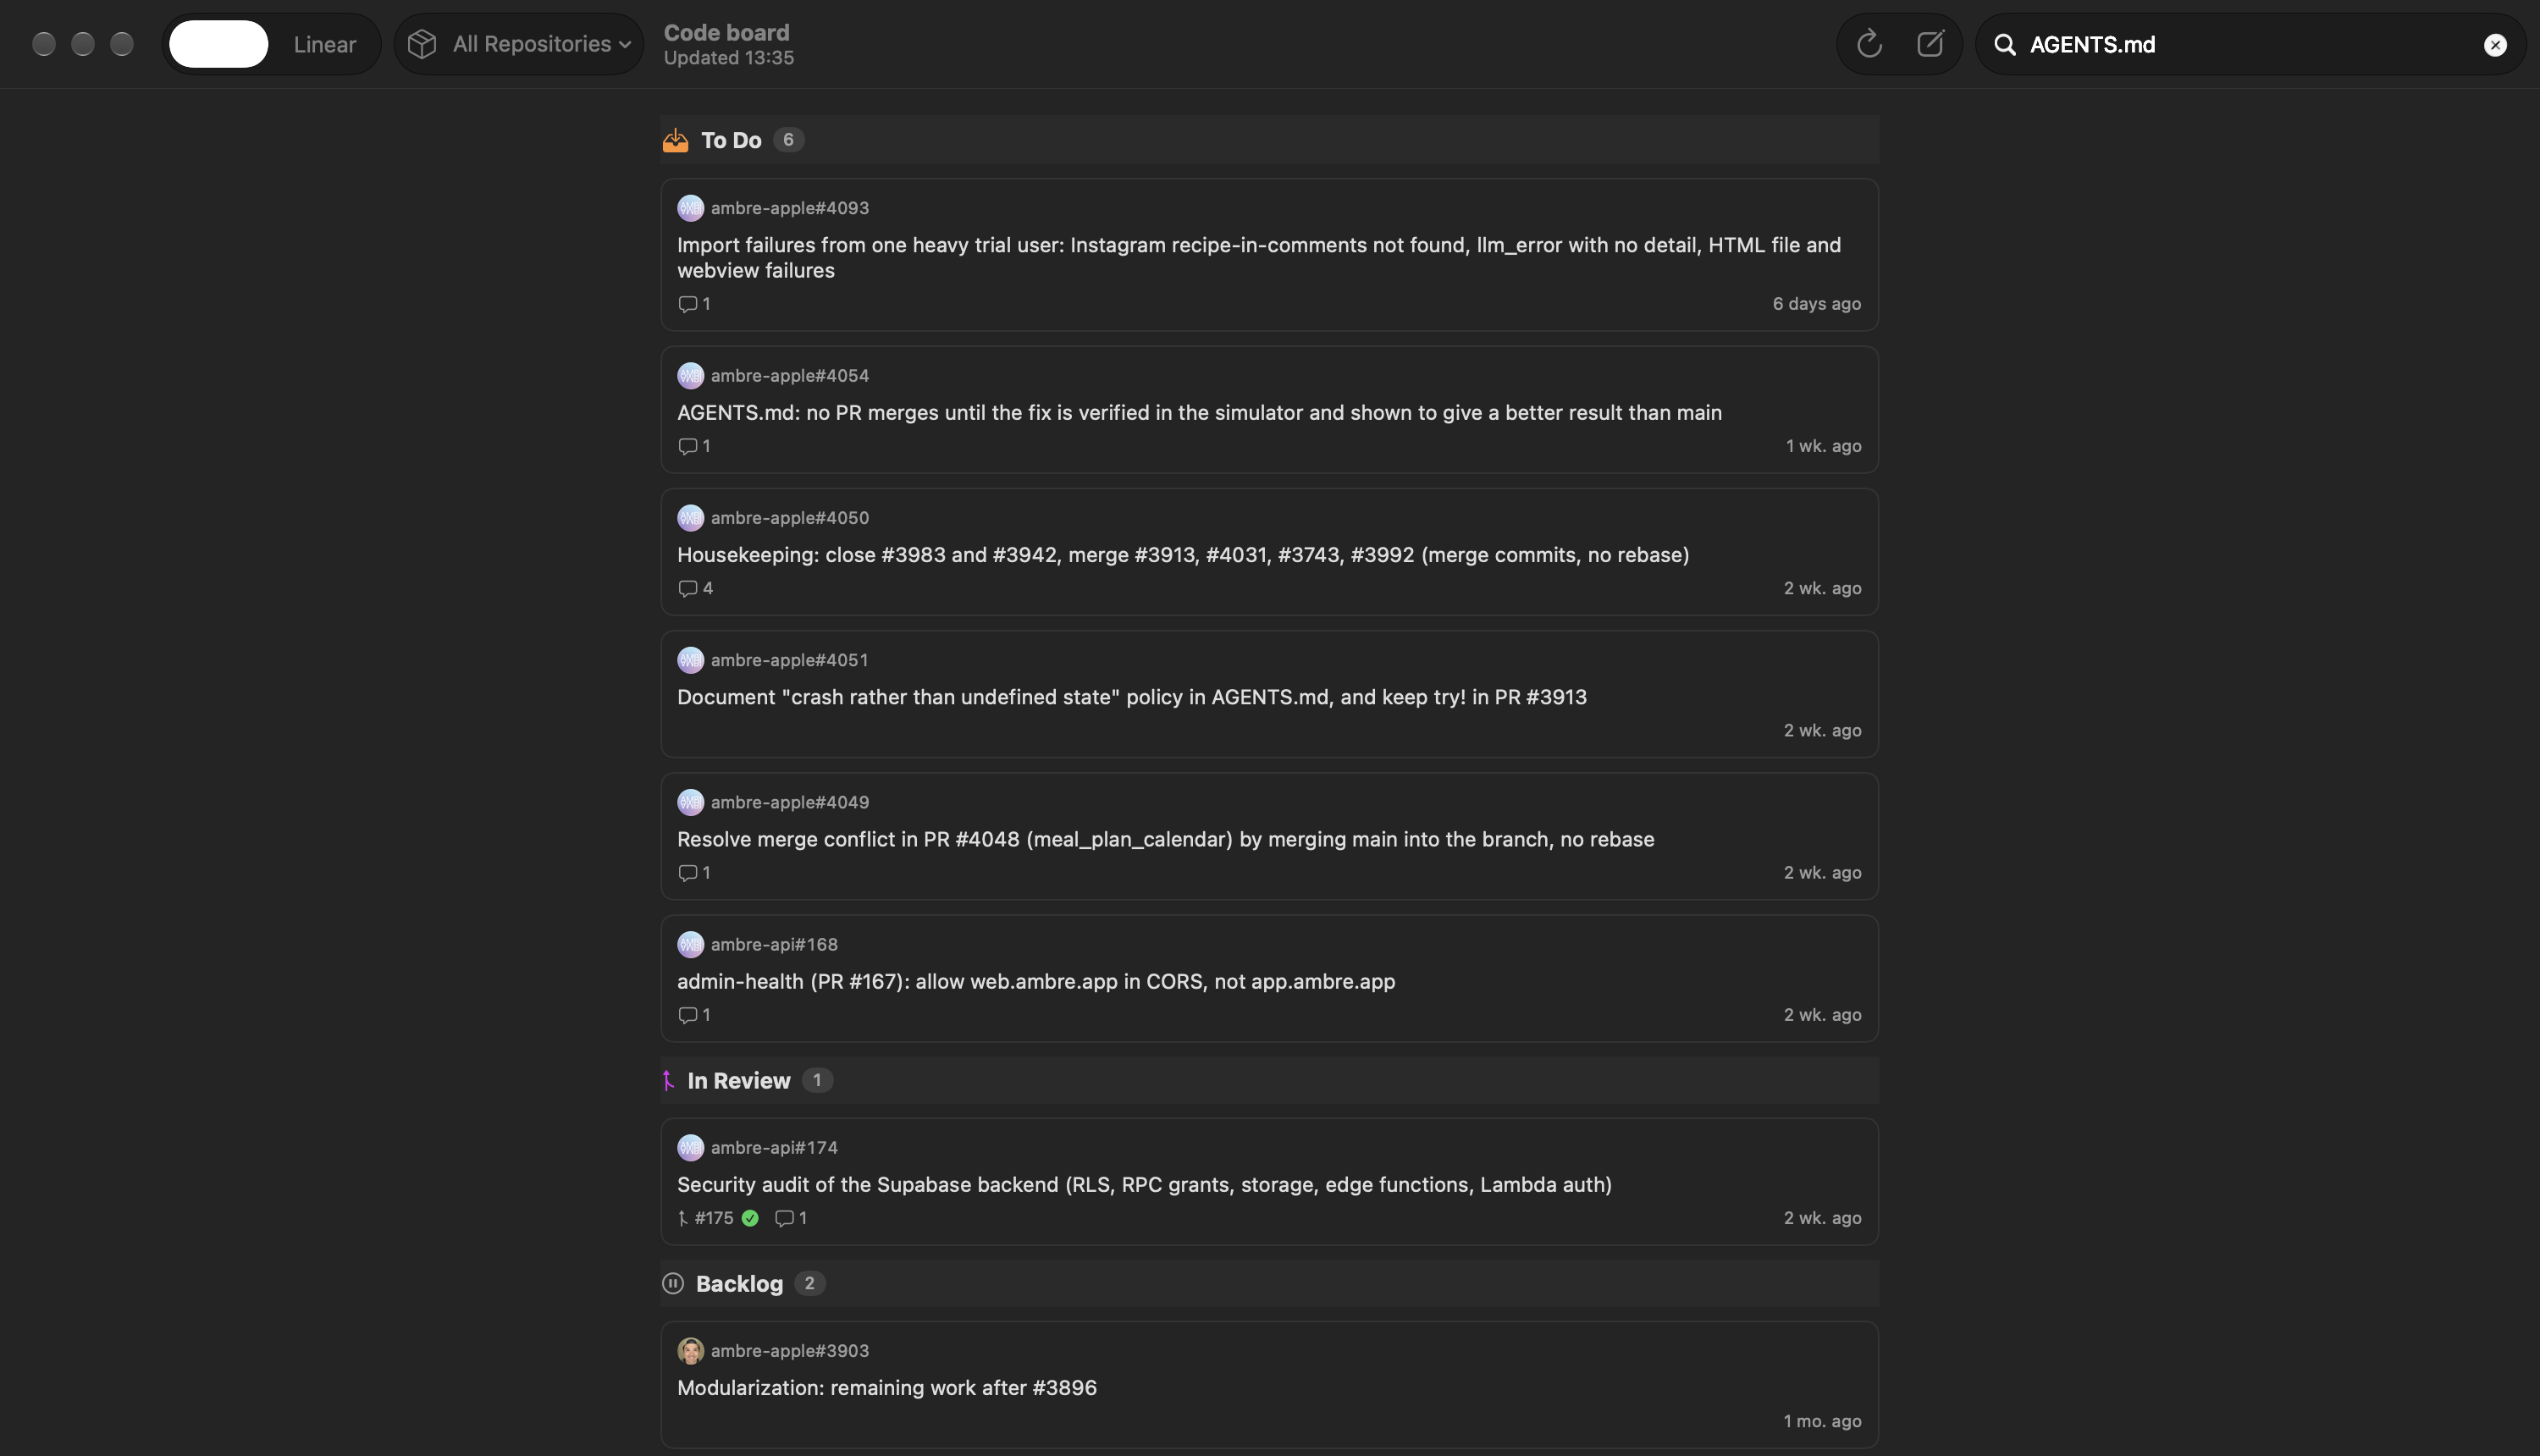 Linear
All Repositories
Code board
Updated 13:35
AGENTS.md
To Do 6
ambre-apple#4093
Import failures from one heavy trial user: Instagram recipe-in-comments not found, llm_error with no detail, HTML file and
webview failures
1 6 days ago
ambre-apple#4054
AGENTS.md: no PR merges until the fix is verified in the simulator and shown to give a better result than main
1 1 wk. ago
ambre-apple#4050
Housekeeping: close #3983 and #3942, merge #3913, #4031, #3743, #3992 (merge commits, no rebase)
4 2 wk. ago
ambre-apple#4051
Document "crash rather than undefined state" policy in AGENTS.md, and keep try! in PR #3913
2 wk. ago
ambre-apple#4049
Resolve merge conflict in PR #4048 (meal_plan_calendar) by merging main into the branch, no rebase
1 2 wk. ago
ambre-api#168
admin-health (PR #167): allow web.ambre.app in CORS, not app.ambre.app
1 2 wk. ago
In Review 1
ambre-api#174
Security audit of the Supabase backend (RLS, RPC grants, storage, edge functions, Lambda auth)
#175 1 2 wk. ago
Backlog 2
ambre-apple#3903
Modularization: remaining work after #3896
1 mo. ago